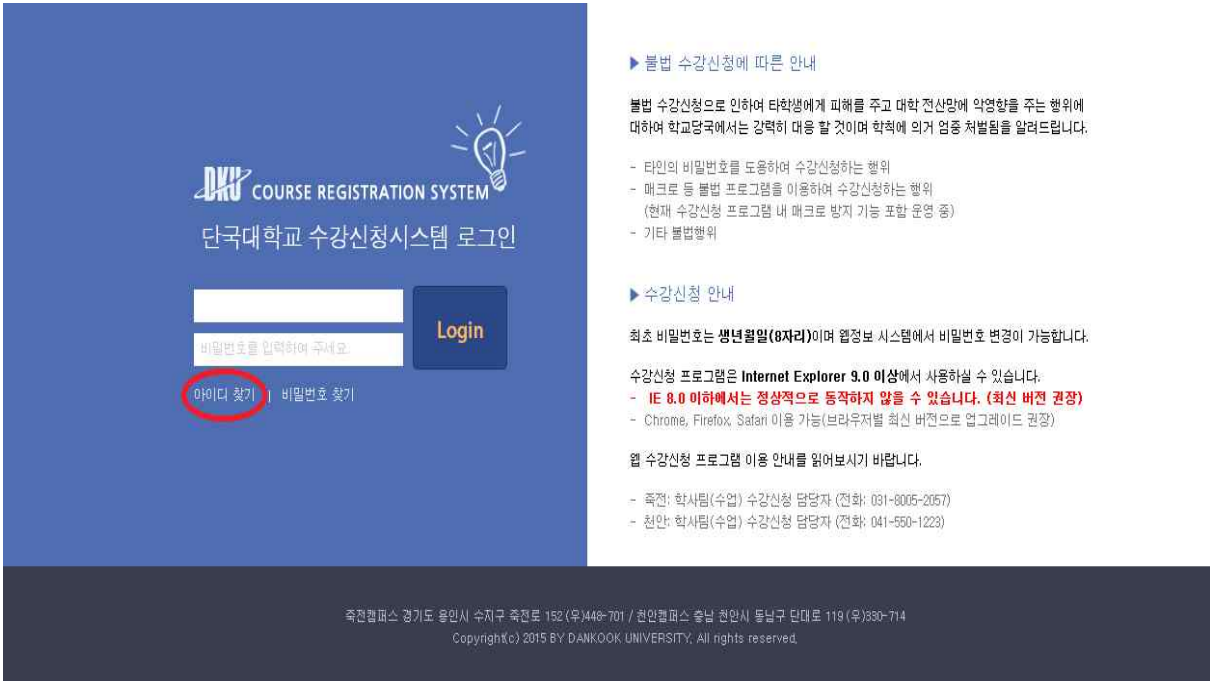 DKU COURSE REGISTRATION SYSTEM
단국대학교 수강신청시스템 로그인
비밀번호를 입력하여 주세요.
Login
아이디 찾기 | 비밀번호 찾기
▶ 불법 수강신청에 따른 안내
불법 수강신청으로 인하여 타학생에게 피해를 주고 대학 전산망에 악영향을 주는 행위에
대하여 학교당국에서는 강력히 대응 할 것이며 학칙에 의거 엄중 처벌됨을 알려드립니다.
- 타인의 비밀번호를 도용하여 수강신청하는 행위
- 매크로 등 불법 프로그램을 이용하여 수강신청하는 행위
(현재 수강신청 프로그램 내 매크로 방지 기능 포함 운영 중)
- 기타 불법행위
▶ 수강신청 안내
최초 비밀번호는 생년월일(8자리)이며 웹정보 시스템에서 비밀번호 변경이 가능합니다.
수강신청 프로그램은 Internet Explorer 9.0 이상에서 사용하실 수 있습니다.
- IE 8.0 이하에서는 정상적으로 동작하지 않을 수 있습니다. (최신 버전 권장)
- Chrome, Firefox, Safari 이용 가능(브라우저별 최신 버전으로 업그레이드 권장)
웹 수강신청 프로그램 이용 안내를 읽어보시기 바랍니다.
- 죽전: 학사팀(수업) 수강신청 담당자 (전화: 031-8005-2057)
- 천안: 학사팀(수업) 수강신청 담당자 (전화: 041-550-1223)
죽전캠퍼스 경기도 용인시 수지구 죽전로 152 (우)448-701 / 천안캠퍼스 충남 천안시 동남구 단대로 119 (우)330-714
Copyright(c) 2015 BY DANKOOK UNIVERSITY, All rights reserved.